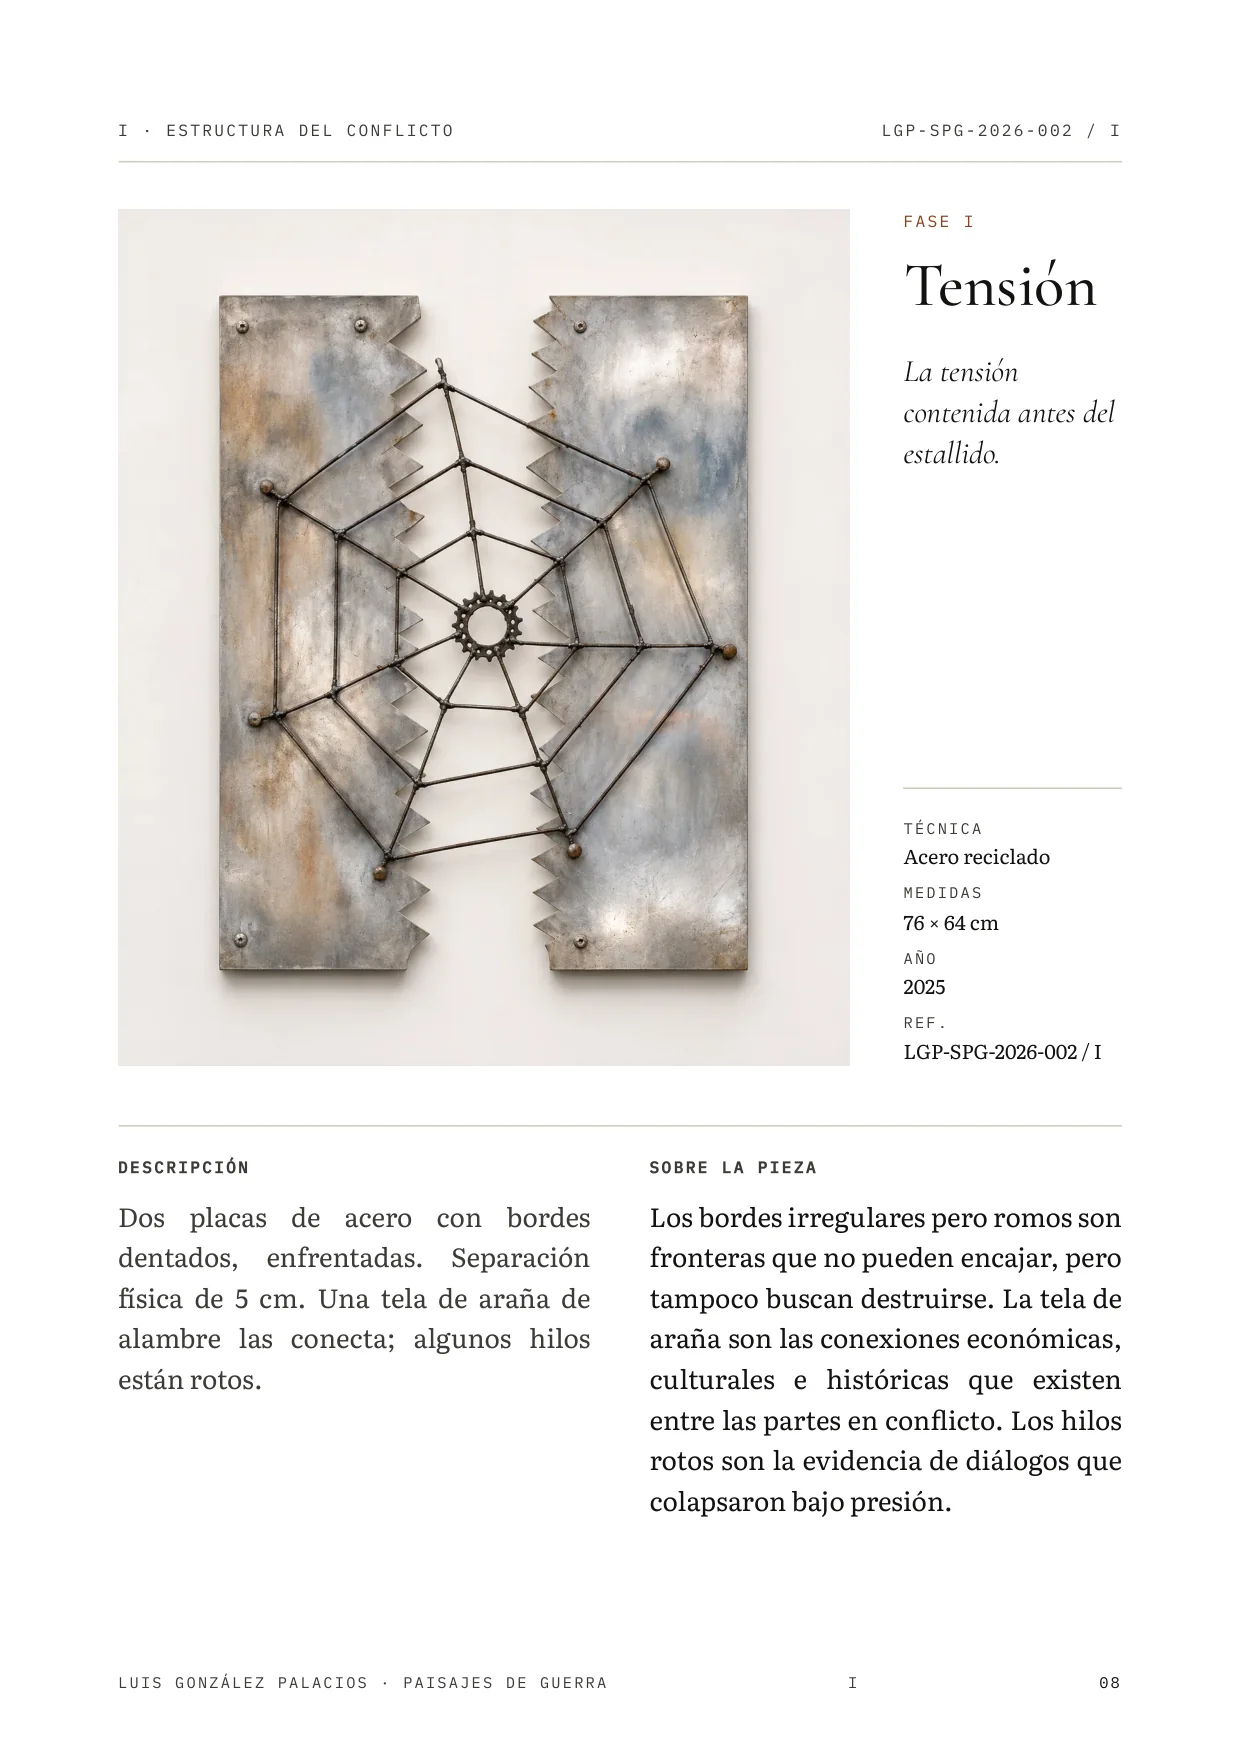 I · ESTRUCTURA DEL CONFLICTO
LGP-SPG-2026-002 / I
FASE I
Tensión
La tensión
contenida antes del
estallido.
TÉCNICA
Acero reciclado
MEDIDAS
76 × 64 cm
AÑO
2025
REF.
LGP-SPG-2026-002 / I
DESCRIPCIÓN
Dos placas de acero con bordes
dentados, enfrentadas. Separación
física de 5 cm. Una tela de araña de
alambre las conecta; algunos hilos
están rotos.
SOBRE LA PIEZA
Los bordes irregulares pero romos son
fronteras que no pueden encajar, pero
tampoco buscan destruirse. La tela de
araña son las conexiones económicas,
culturales e históricas que existen
entre las partes en conflicto. Los hilos
rotos son la evidencia de diálogos que
colapsaron bajo presión.
LUIS GONZÁLEZ PALACIOS · PAISAJES DE GUERRA
I
08